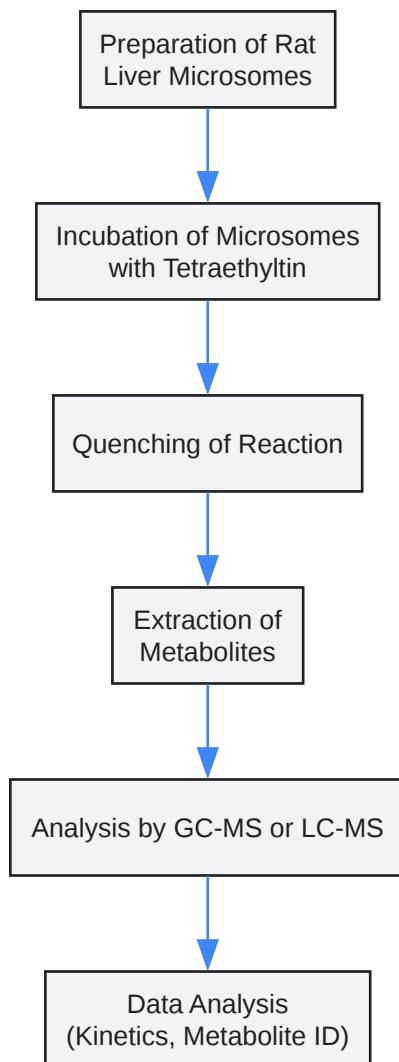 Preparation of Rat
Liver Microsomes
Incubation of Microsomes
with Tetraethyltin
Quenching of Reaction
Extraction of
Metabolites
Analysis by GC-MS or LC-MS
Data Analysis
(Kinetics, Metabolite ID)